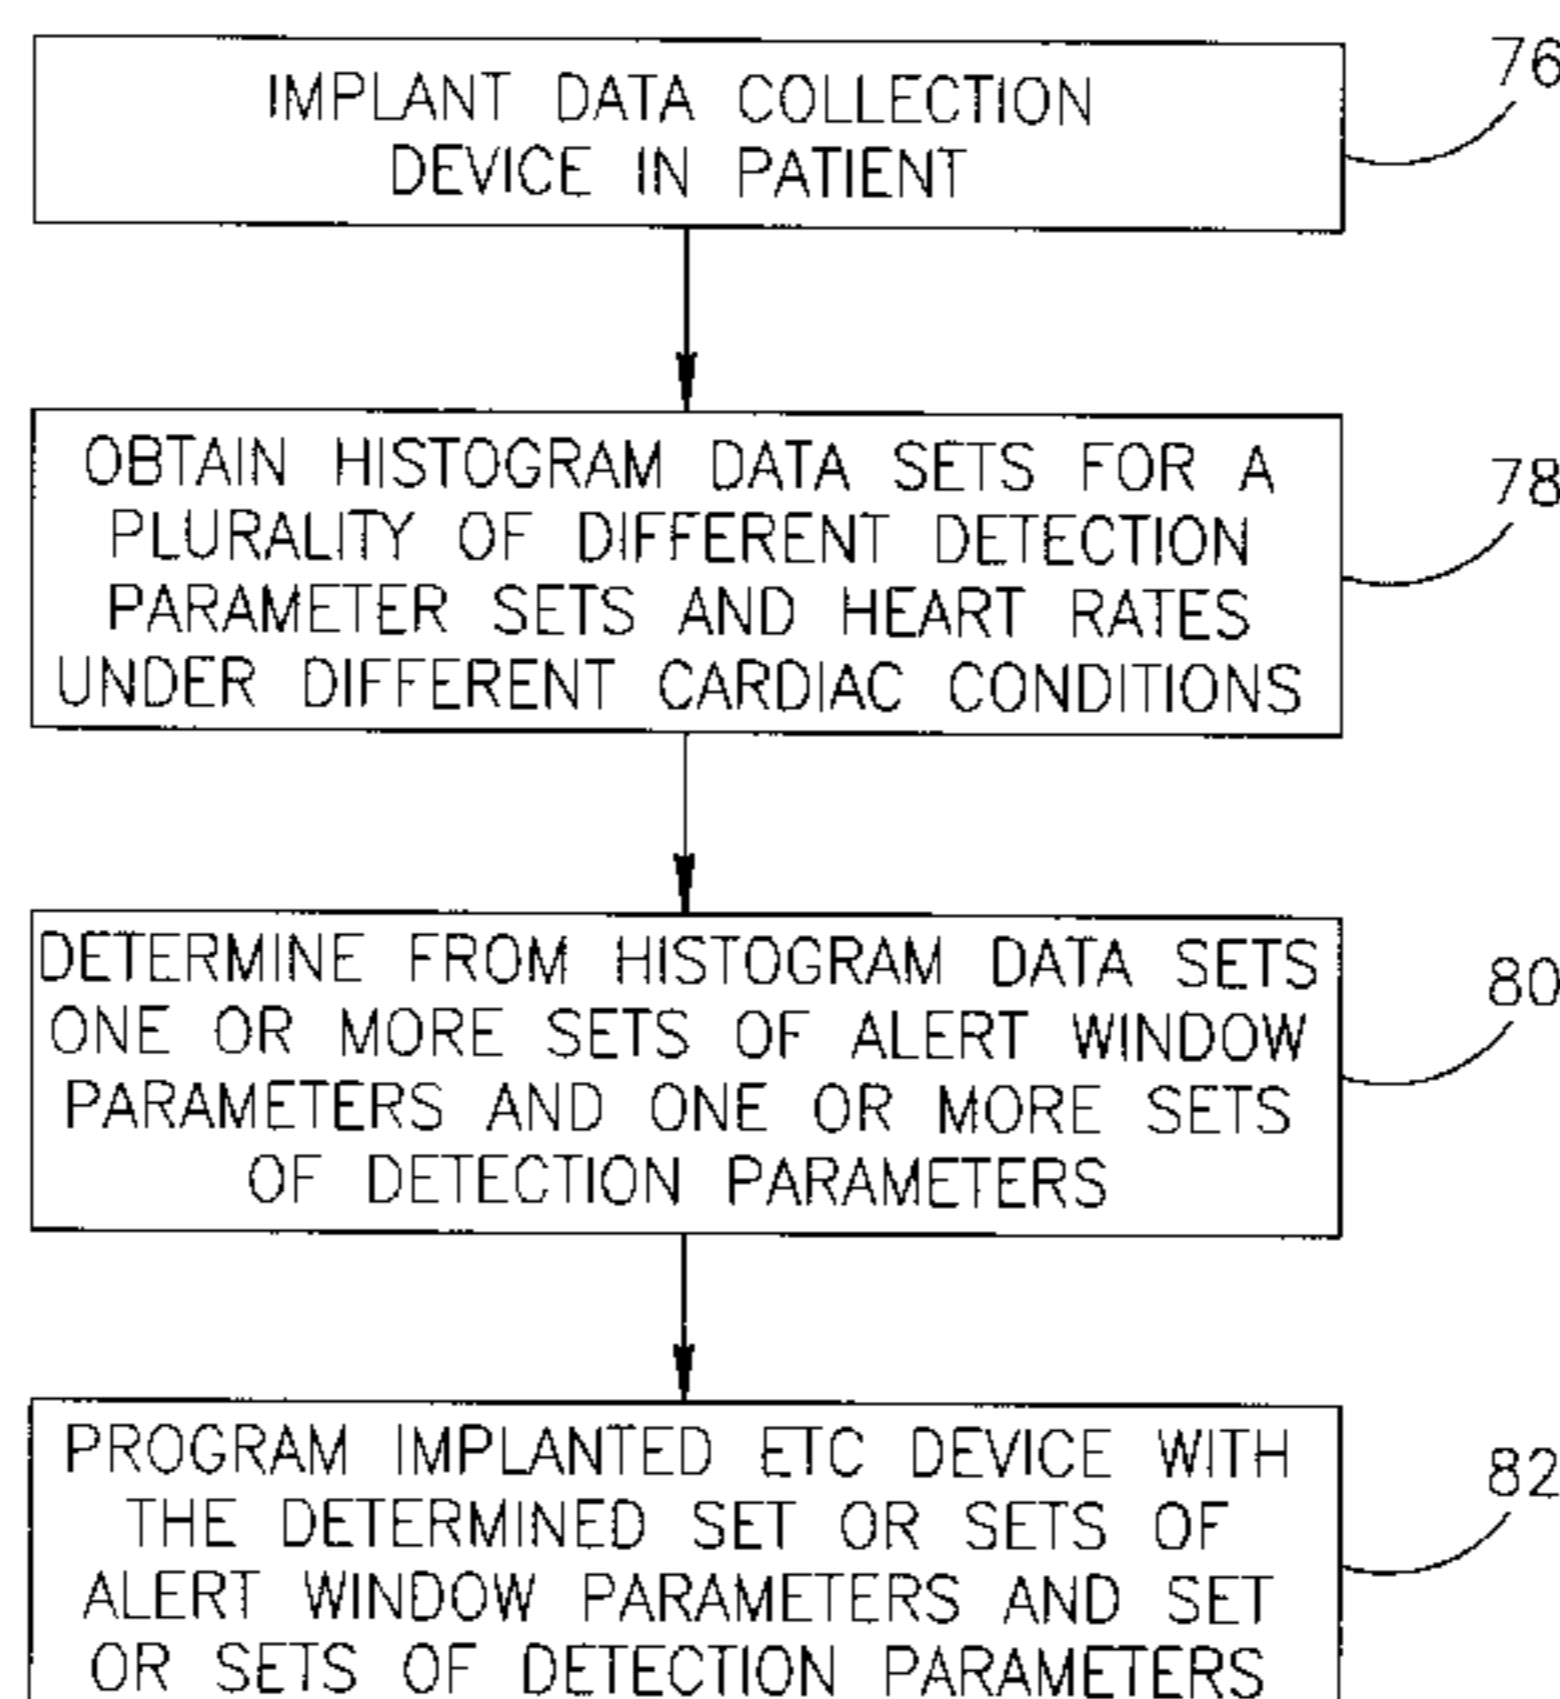 IMPLANT DATA COLLECTION
DEVICE IN PATIENT
76
OBTAIN HISTOGRAM DATA SETS FOR A
PLURALITY OF DIFFERENT DETECTION
PARAMETER SETS AND HEART RATES
UNDER DIFFERENT CARDIAC CONDITIONS
78
DETERMINE FROM HISTOGRAM DATA SETS
ONE OR MORE SETS OF ALERT WINDOW
PARAMETERS AND ONE OR MORE SETS
OF DETECTION PARAMETERS
80
PROGRAM IMPLANTED ETC DEVICE WITH
THE DETERMINED SET OR SETS OF
ALERT WINDOW PARAMETERS AND SET
OR SETS OF DETECTION PARAMETERS
82